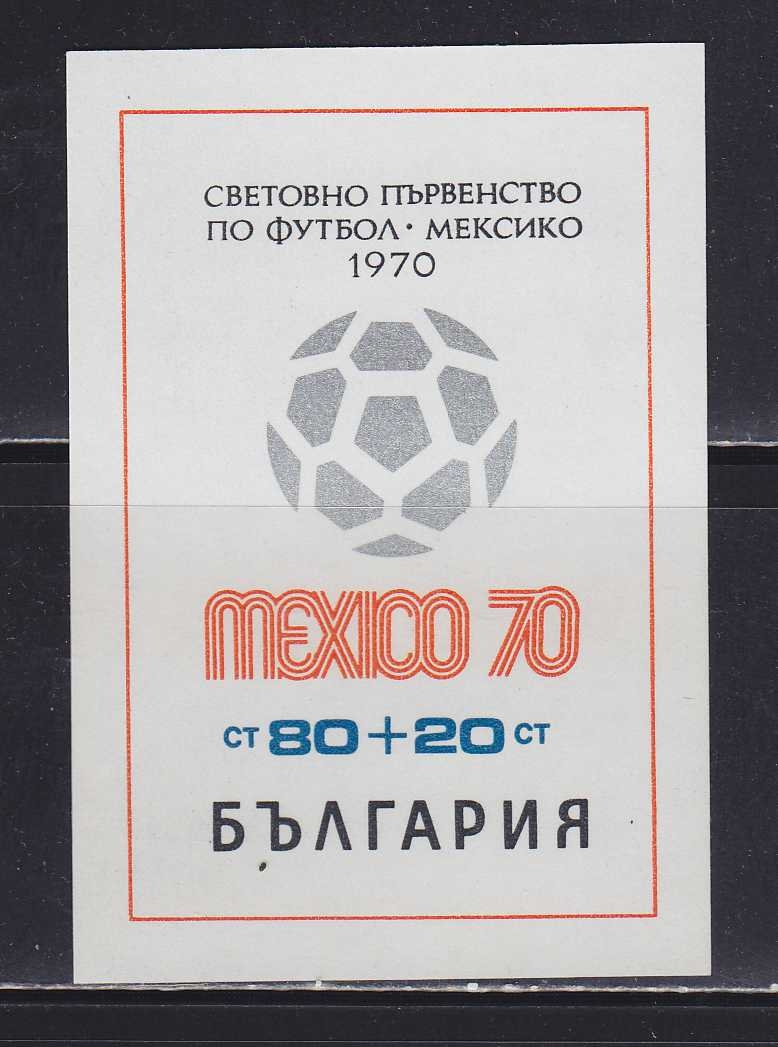 СВЕТОВНО ПЪРВЕНСТВО
ПО ФУТБОЛ · МЕКСИКО
1970
MEXICO 70
СТ 80+20 СТ
БЪЛГАРИЯ